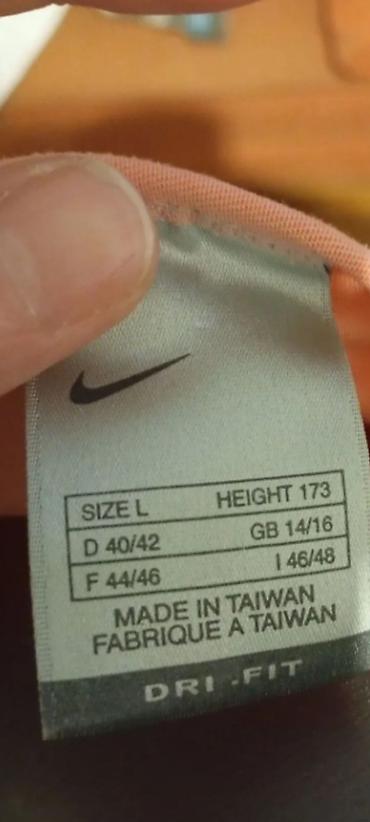 SIZE L HEIGHT 173
D 40/42 GB 14/16
F 44/46 I 46/48
MADE IN TAIWAN
FABRIQUE A TAIWAN
DRI .FIT